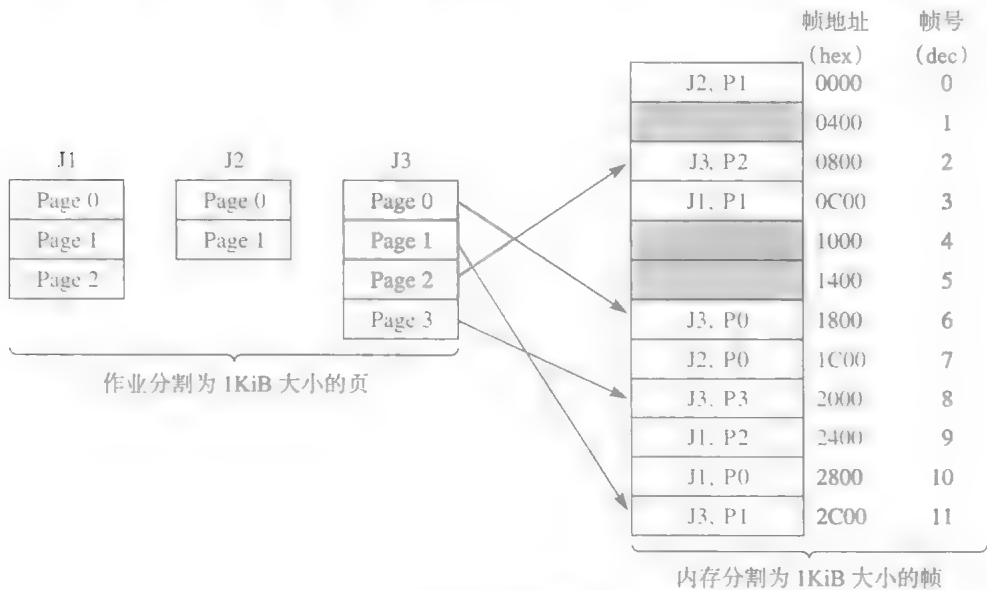 帧地址 帧号
(hex) (dec)
J2, P1 0000 0
0400 1
J3, P2 0800 2
J1, P1 0C00 3
1000 4
1400 5
J3, P0 1800 6
J2, P0 1C00 7
J3, P3 2000 8
J1, P2 2400 9
J1, P0 2800 10
J3, P1 2C00 11
内存分割为 1KiB 大小的帧
J1 J2 J3
Page 0 Page 0 Page 0
Page 1 Page 1 Page 1
Page 2 Page 2
Page 3
作业分割为 1KiB 大小的页